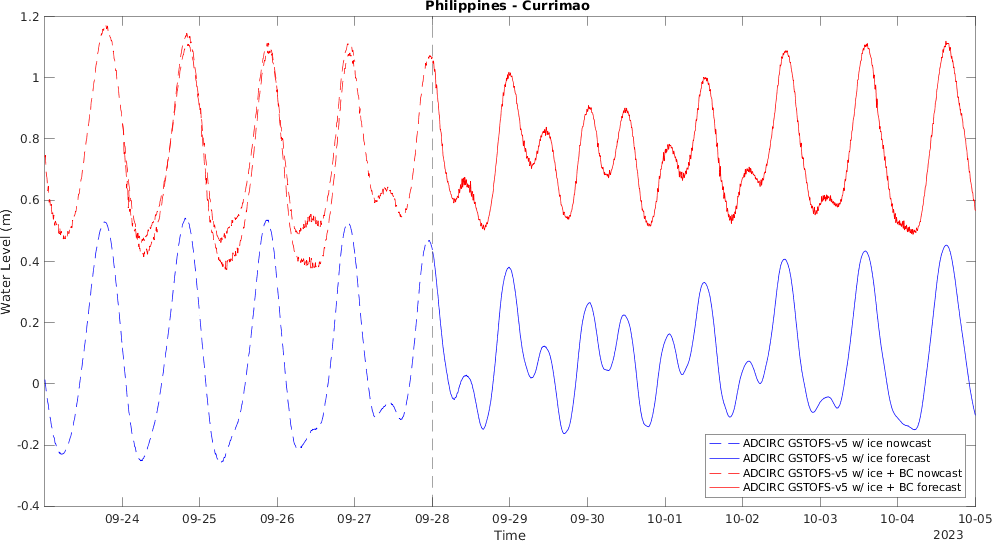 Philippines - Currimao
1.2
1
0.8
0.6
0.4
0.2
0
-0.2
-0.4
Water Level (m)
ADCIRC GSTOFS-v5 w/ ice nowcast
ADCIRC GSTOFS-v5 w/ ice forecast
ADCIRC GSTOFS-v5 w/ ice + BC nowcast
ADCIRC GSTOFS-v5 w/ ice + BC forecast
09-24 09-25 09-26 09-27 09-28 09-29 09-30 10-01 10-02 10-03 10-04 10-05
Time 2023